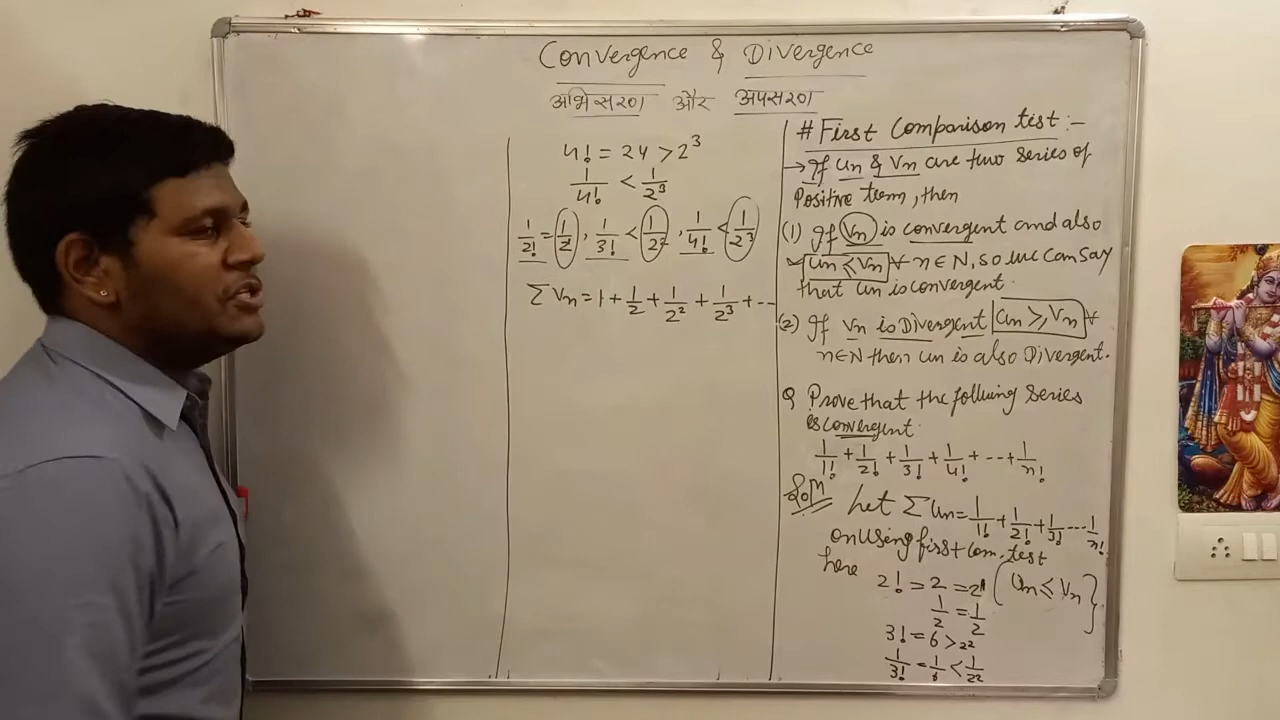 Convergence & Divergence
अभिसरण और अपसरण
4! = 24 > 2³
1/4! < 1/2³
1/2! = 1/2, 1/3! < 1/2², 1/4! < 1/2³
Σ Vn = 1 + 1/2 + 1/2² + 1/2³ + --
# First Comparison test :-
→ If un & Vn are two series of
Positive term, then
(1) If Vn is convergent and also
un ≤ Vn ∀ n ∈ N, so we can say
that un is convergent.
(2) If Vn is Divergent un ≥ Vn ∀
n ∈ N then un is also Divergent.
Q Prove that the following series
is convergent.
1/1! + 1/2! + 1/3! + 1/4! + -- + 1/n!
Soln Let Σ un = 1/1! + 1/2! + 1/3! --- 1/n!
on using first com. test
here
2! = 2 = 2¹ (Un ≤ Vn}
1/2 = 1/2
3! = 6 > 2²
1/3! = 1/6 < 1/2²